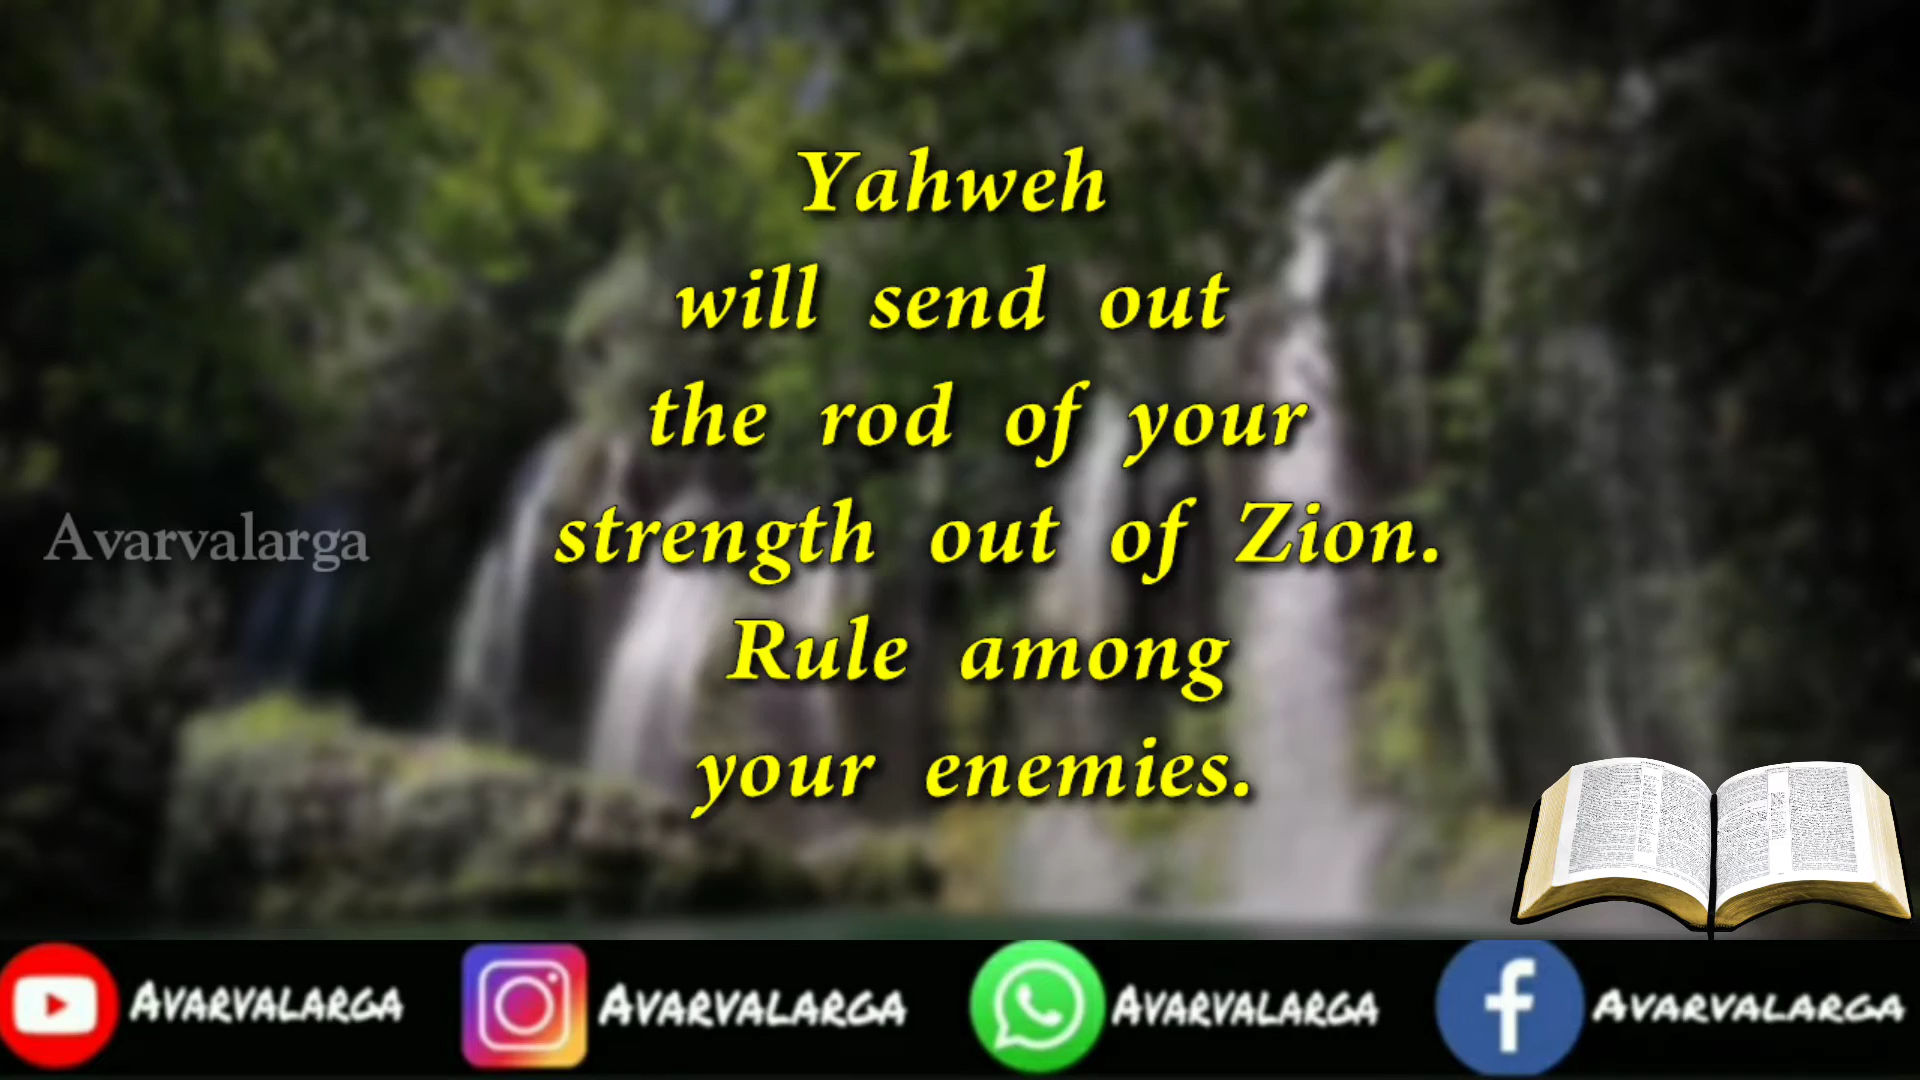 Yahweh
will send out
the rod of your
strength out of Zion.
Rule among
your enemies.
Avarvalarga
AVARVALARGA AVARVALARGA AVARVALARGA AVARVALARGA